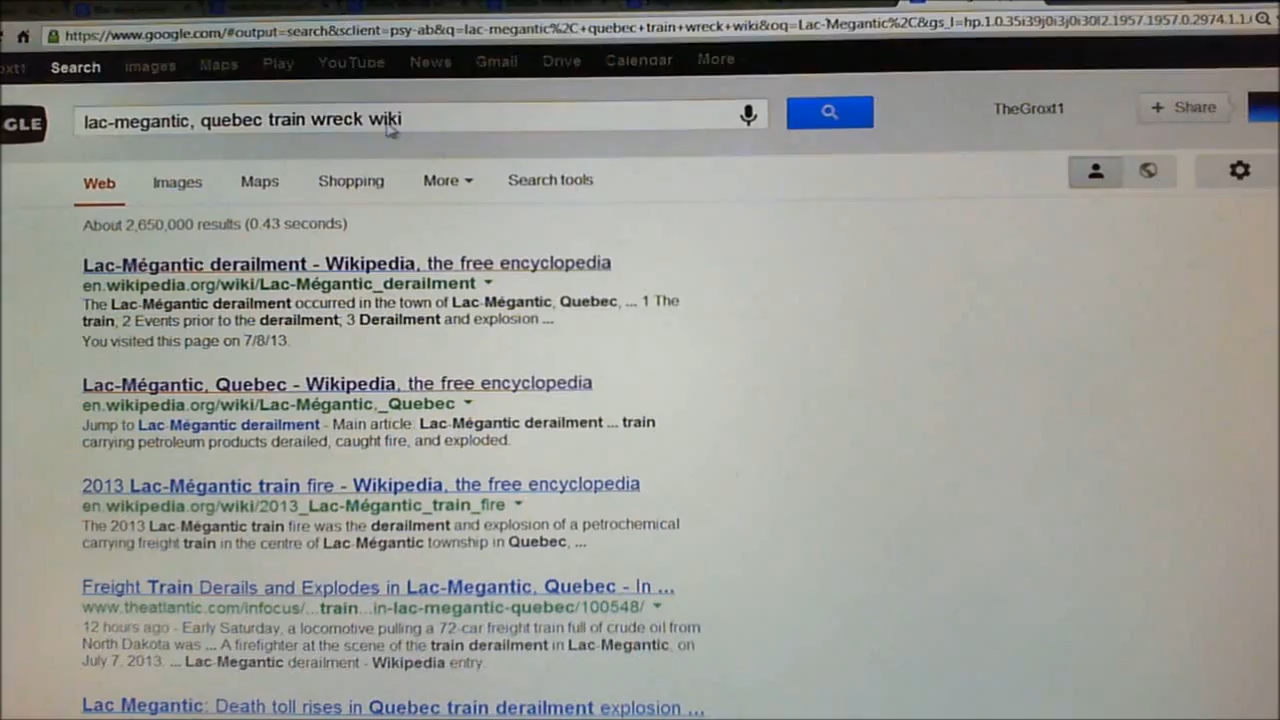 https://www.google.com/#output=search&sclient=psy-ab&q=lac-megantic%2C+quebec+train+wreck+wiki&oq=Lac-Megantic%2C&gs_l=hp.1.0.35i39j0i3j0i30l2.1957.1957.0.2974.1.1.
Search Images Maps Play YouTube News Gmail Drive Calendar More
GLE lac-megantic, quebec train wreck wiki TheGroxt1 + Share
Web Images Maps Shopping More Search tools
About 2,650,000 results (0.43 seconds)
Lac-Mégantic derailment - Wikipedia, the free encyclopedia
en.wikipedia.org/wiki/Lac-Mégantic_derailment
The Lac-Mégantic derailment occurred in the town of Lac-Mégantic, Quebec, ... 1 The
train; 2 Events prior to the derailment; 3 Derailment and explosion ...
You visited this page on 7/8/13.
Lac-Mégantic, Quebec - Wikipedia, the free encyclopedia
en.wikipedia.org/wiki/Lac-Mégantic,_Quebec
Jump to Lac-Mégantic derailment - Main article: Lac-Mégantic derailment ... train
carrying petroleum products derailed, caught fire, and exploded.
2013 Lac-Mégantic train fire - Wikipedia, the free encyclopedia
en.wikipedia.org/wiki/2013_Lac-Mégantic_train_fire
The 2013 Lac-Mégantic train fire was the derailment and explosion of a petrochemical
carrying freight train in the centre of Lac-Mégantic township in Quebec, ...
Freight Train Derails and Explodes in Lac-Megantic, Quebec - In ...
www.theatlantic.com/infocus/...train...in-lac-megantic-quebec/100548/
12 hours ago - Early Saturday, a locomotive pulling a 72-car freight train full of crude oil from
North Dakota was ... A firefighter at the scene of the train derailment in Lac-Megantic, on
July 7, 2013. ... Lac-Megantic derailment - Wikipedia entry.
Lac Megantic: Death toll rises in Quebec train derailment explosion ...